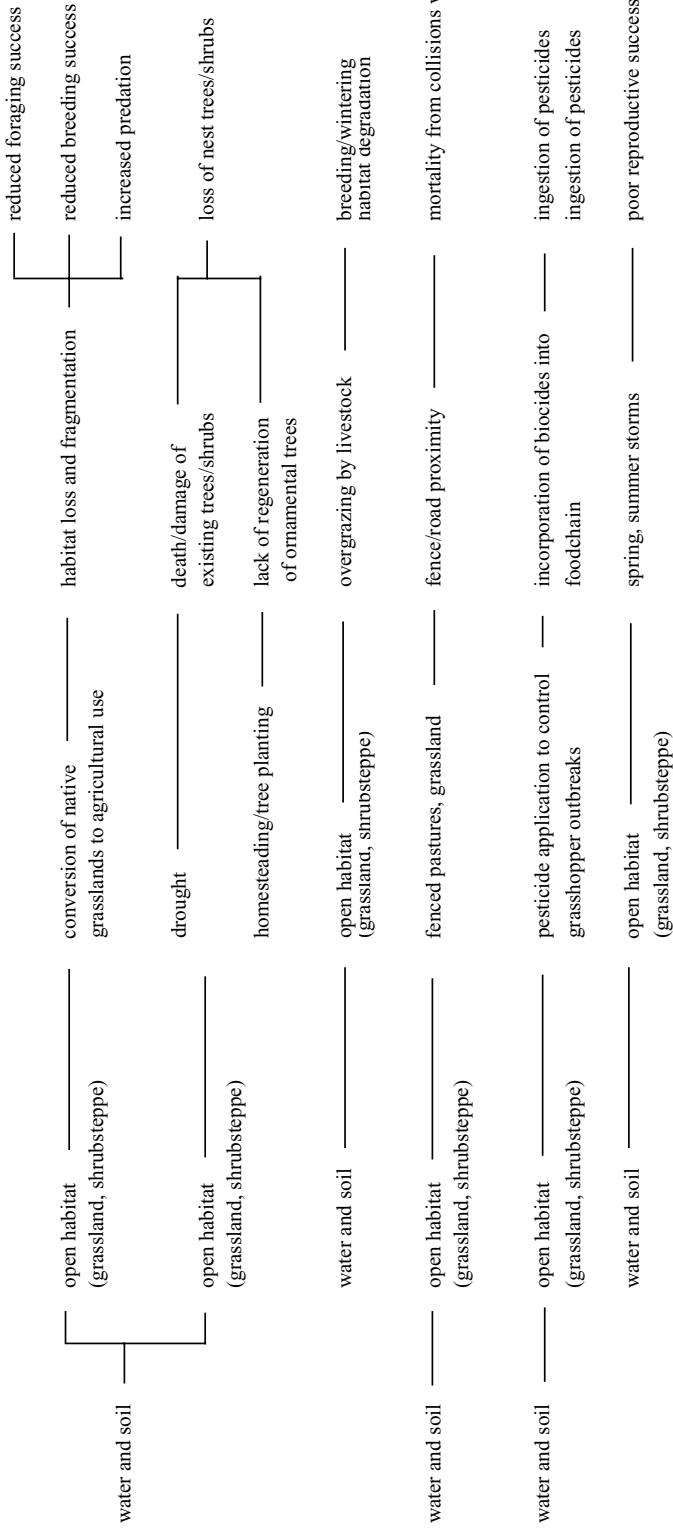 reduced foraging success
water and soil
open habitat
(grassland, shrubsteppe)
conversion of native
grasslands to agricultural use
habitat loss and fragmentation
reduced breeding success
increased predation
open habitat
(grassland, shrubsteppe)
drought
death/damage of
existing trees/shrubs
loss of nest trees/shrubs
homesteading/tree planting
lack of regeneration
of ornamental trees
water and soil
open habitat
(grassland, shrubsteppe)
overgrazing by livestock
breeding/wintering
habitat degradation
water and soil
open habitat
(grassland, shrubsteppe)
fenced pastures, grassland
fence/road proximity
mortality from collisions
water and soil
open habitat
(grassland, shrubsteppe)
pesticide application to control
grasshopper outbreaks
incorporation of biocides into
foodchain
ingestion of pesticides
ingestion of pesticides
water and soil
open habitat
(grassland, shrubsteppe)
spring, summer storms
poor reproductive success